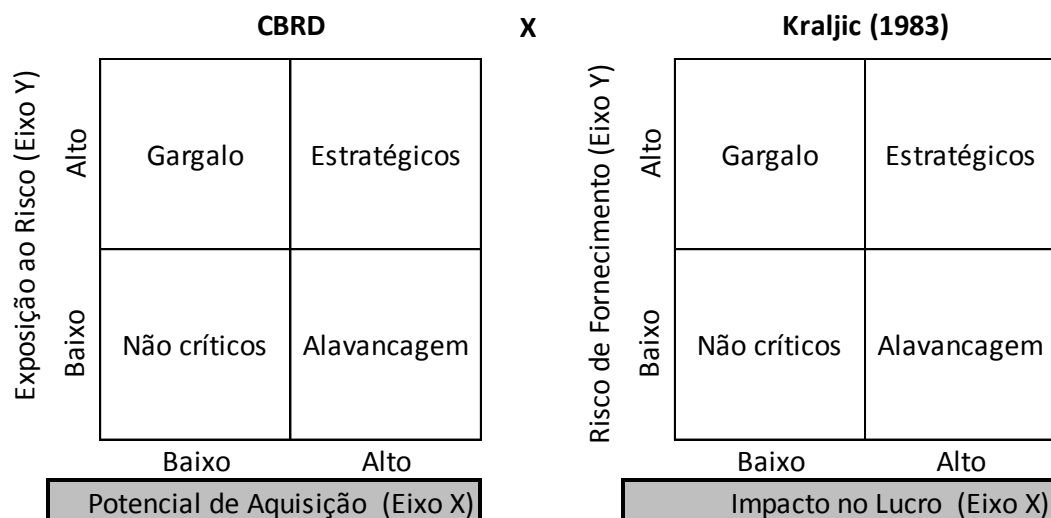 CBRD X Kraljic (1983)
Exposição ao Risco (Eixo Y)
Alto
Baixo
Gargalo
Estratégicos
Não críticos
Alavancagem
Baixo
Alto
Potencial de Aquisição (Eixo X)
Risco de Fornecimento (Eixo Y)
Alto
Baixo
Gargalo
Estratégicos
Não críticos
Alavancagem
Baixo
Alto
Impacto no Lucro (Eixo X)